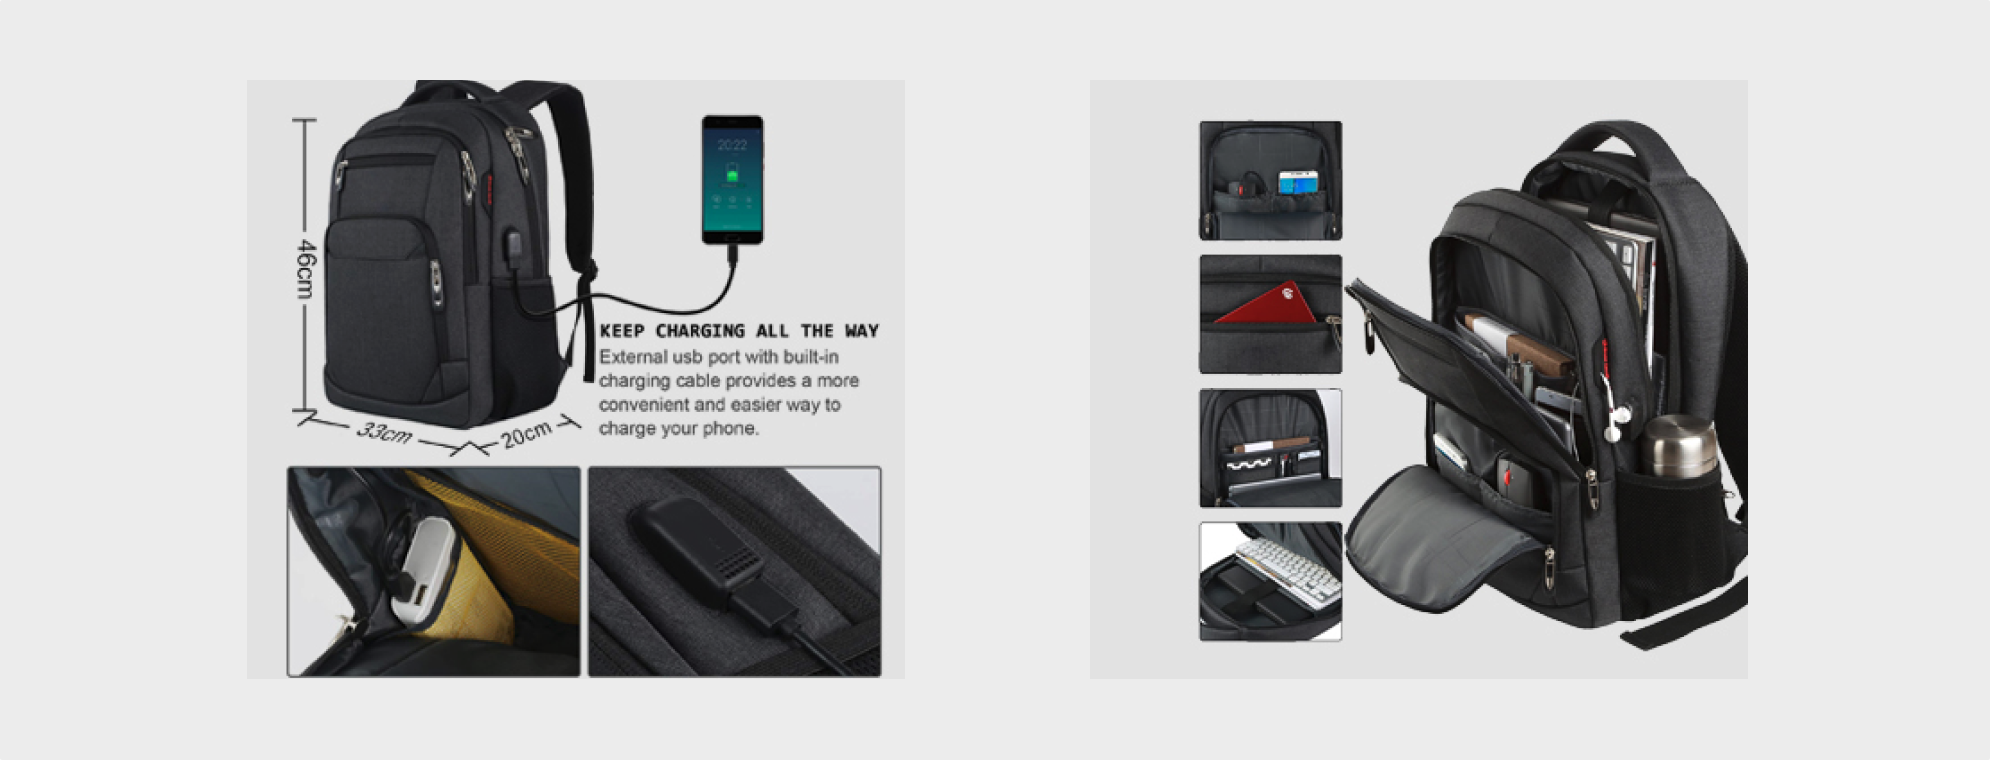 20:22
46cm
KEEP CHARGING ALL THE WAY
External usb port with built-in
charging cable provides a more
convenient and easier way to
charge your phone.
33cm
20cm